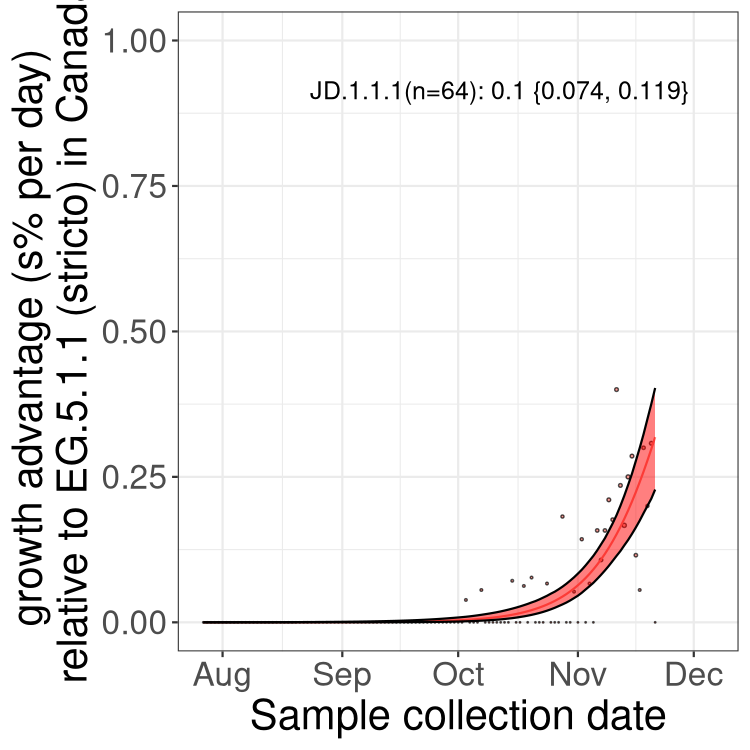 growth advantage (s% per day)
relative to EG.5.1.1 (stricto) in Canada
1.00
JD.1.1.1(n=64): 0.1 {0.074, 0.119}
0.75
0.50
0.25
0.00
Aug Sep Oct Nov Dec
Sample collection date